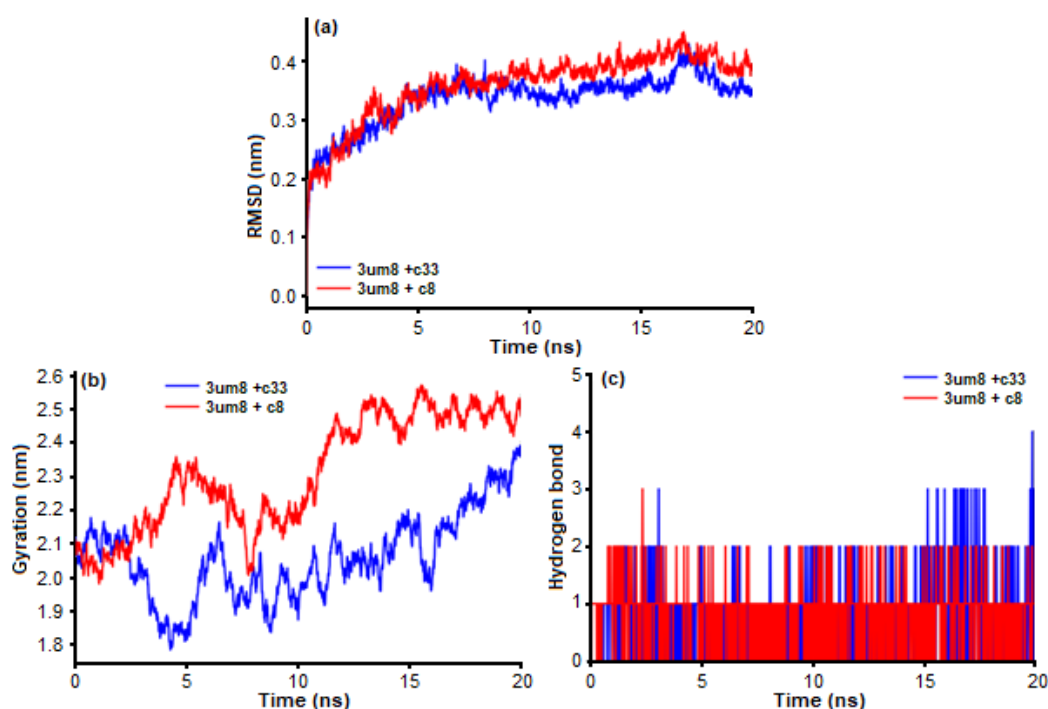 (a)
RMSD (nm)
0.4
0.3
0.2
0.1
0.0
3um8 +c33
3um8 + c8
0 5 10 15 20
Time (ns)
(b)
Gyration (nm)
2.6
2.5
2.4
2.3
2.2
2.1
2.0
1.9
1.8
3um8 +c33
3um8 + c8
0 5 10 15 20
Time (ns)
(c)
Hydrogen bond
5
4
3
2
1
0
3um8 +c33
3um8 + c8
0 5 10 15 20
Time (ns)